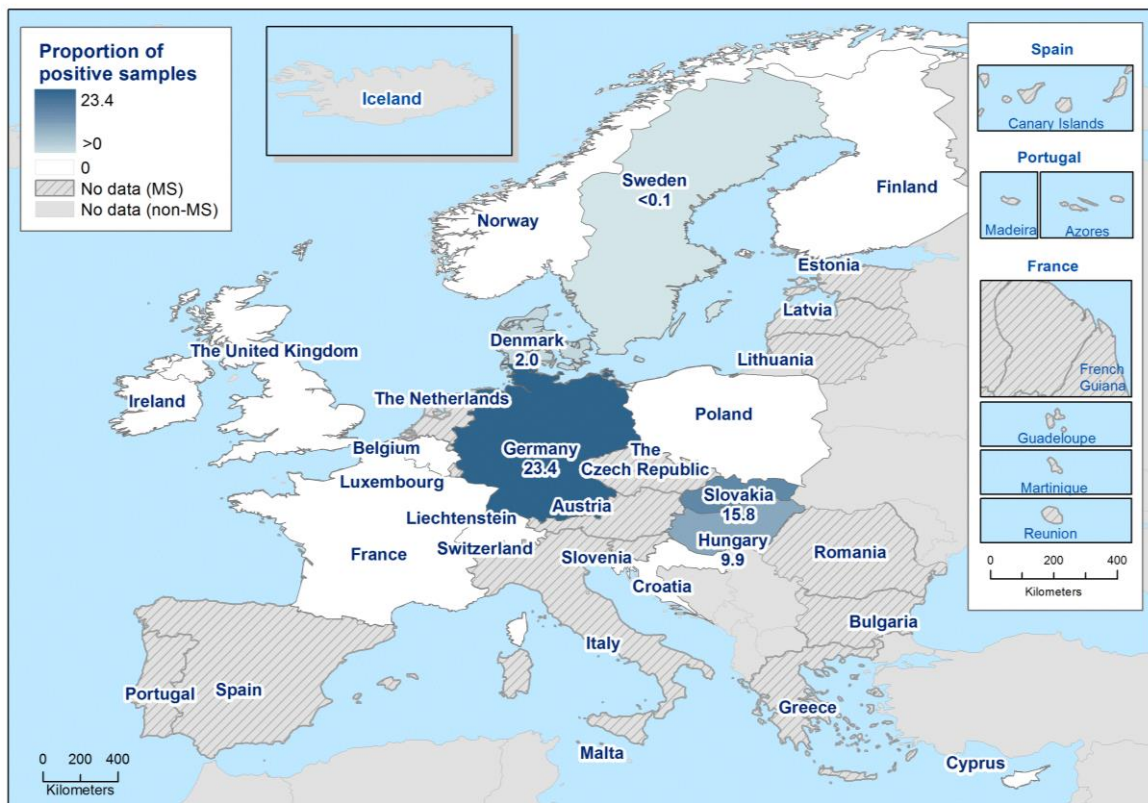 Proportion of
positive samples
23.4
>0
0
No data (MS)
No data (non-MS)
Iceland
Spain
Canary Islands
Portugal
Madeira
Azores
France
French
Guiana
Guadeloupe
Martinique
Reunion
0 200 400
Kilometers
Sweden
<0.1
Finland
Norway
Estonia
Latvia
Lithuania
Denmark
2.0
The United Kingdom
Ireland
The Netherlands
Poland
Belgium
Germany
23.4
The
Czech Republic
Luxembourg
Slovakia
15.8
Austria
Liechtenstein
Hungary
9.9
Switzerland
France
Slovenia
Romania
Croatia
Bulgaria
Italy
Portugal
Spain
Greece
Malta
Cyprus
0 200 400
Kilometers